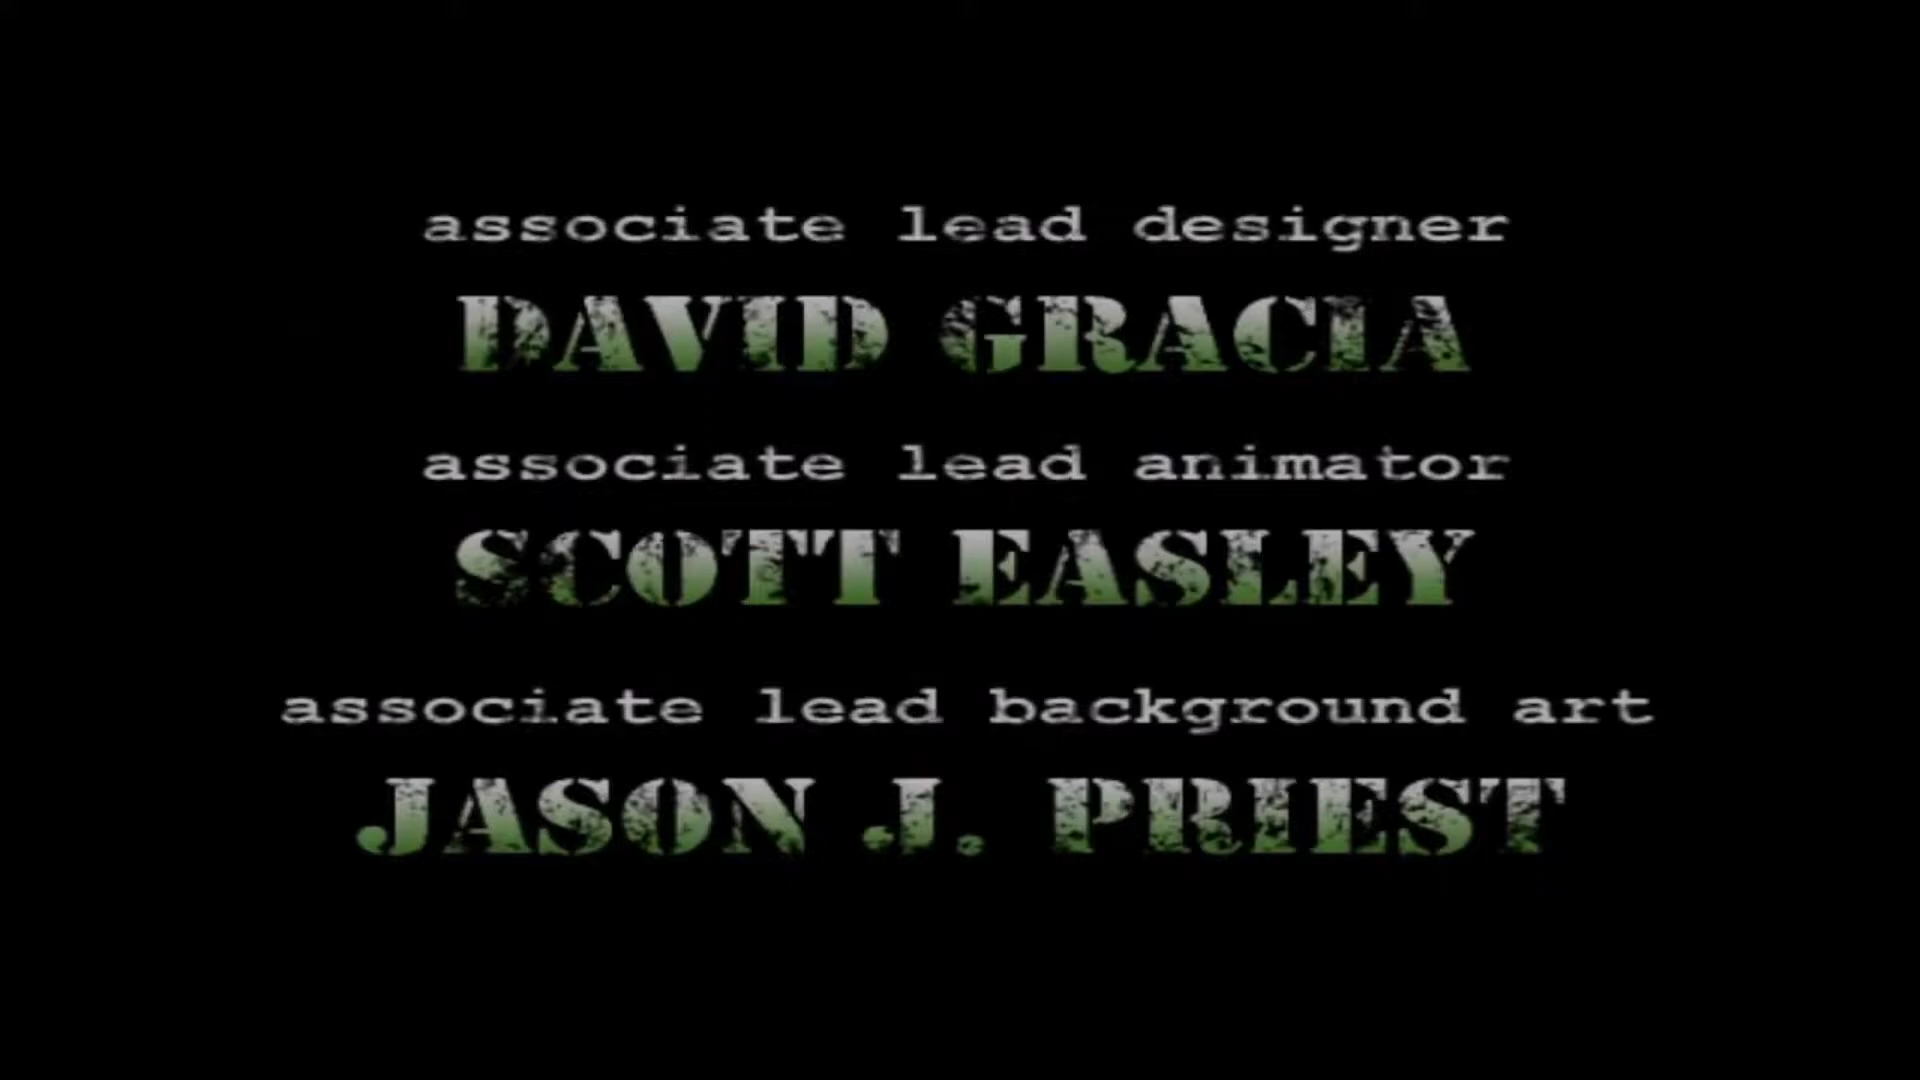 associate lead designer
DAVID GRACIA
associate lead animator
SCOTT EASLEY
associate lead background art
JASON J. PRIEST